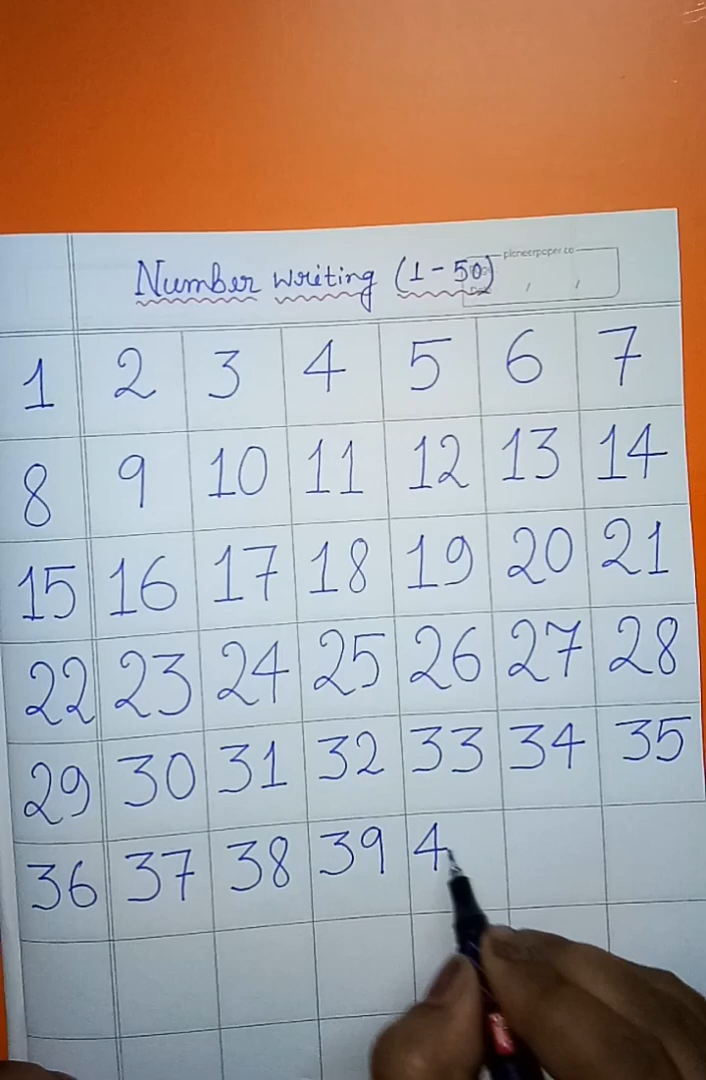 pioneerpaper.co
Number writing (1-50)
1 2 3 4 5 6 7
8 9 10 11 12 13 14
15 16 17 18 19 20 21
22 23 24 25 26 27 28
29 30 31 32 33 34 35
36 37 38 39 4